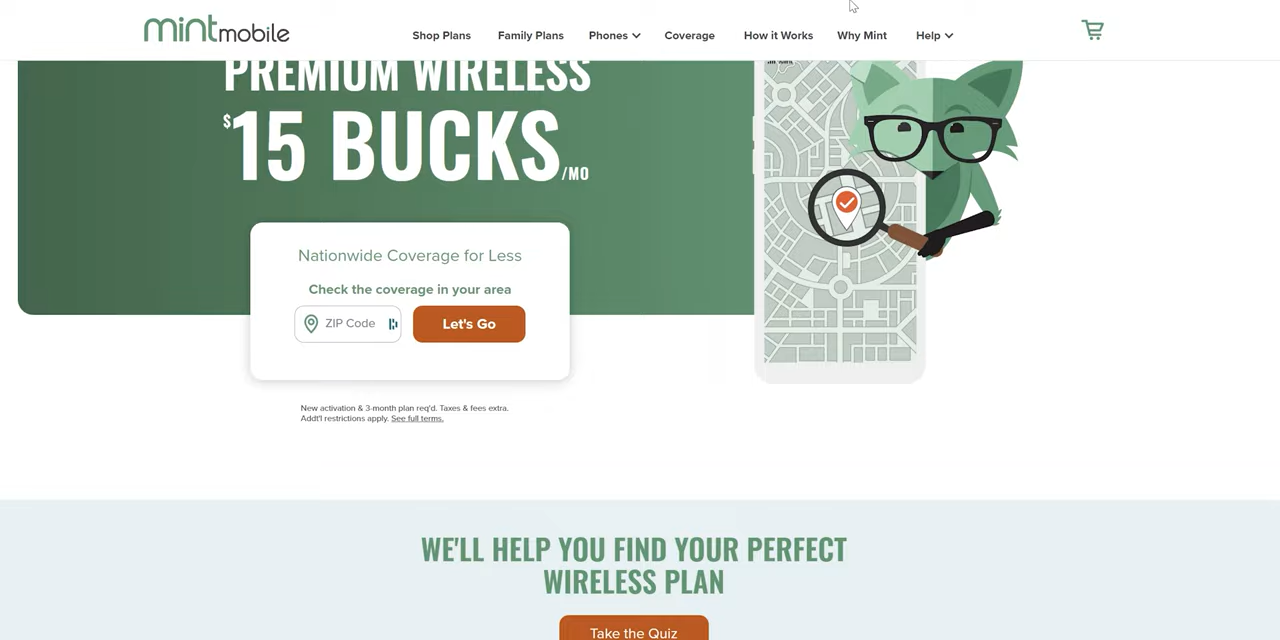 mintmobile
Shop Plans
Family Plans
Phones
Coverage
How it Works
Why Mint
Help
PREMIUM WIRELESS
$15 BUCKS/MO
Nationwide Coverage for Less
Check the coverage in your area
ZIP Code
Let's Go
New activation & 3-month plan req'd. Taxes & fees extra.
Addt'l restrictions apply. See full terms.
WE'LL HELP YOU FIND YOUR PERFECT
WIRELESS PLAN
Take the Quiz